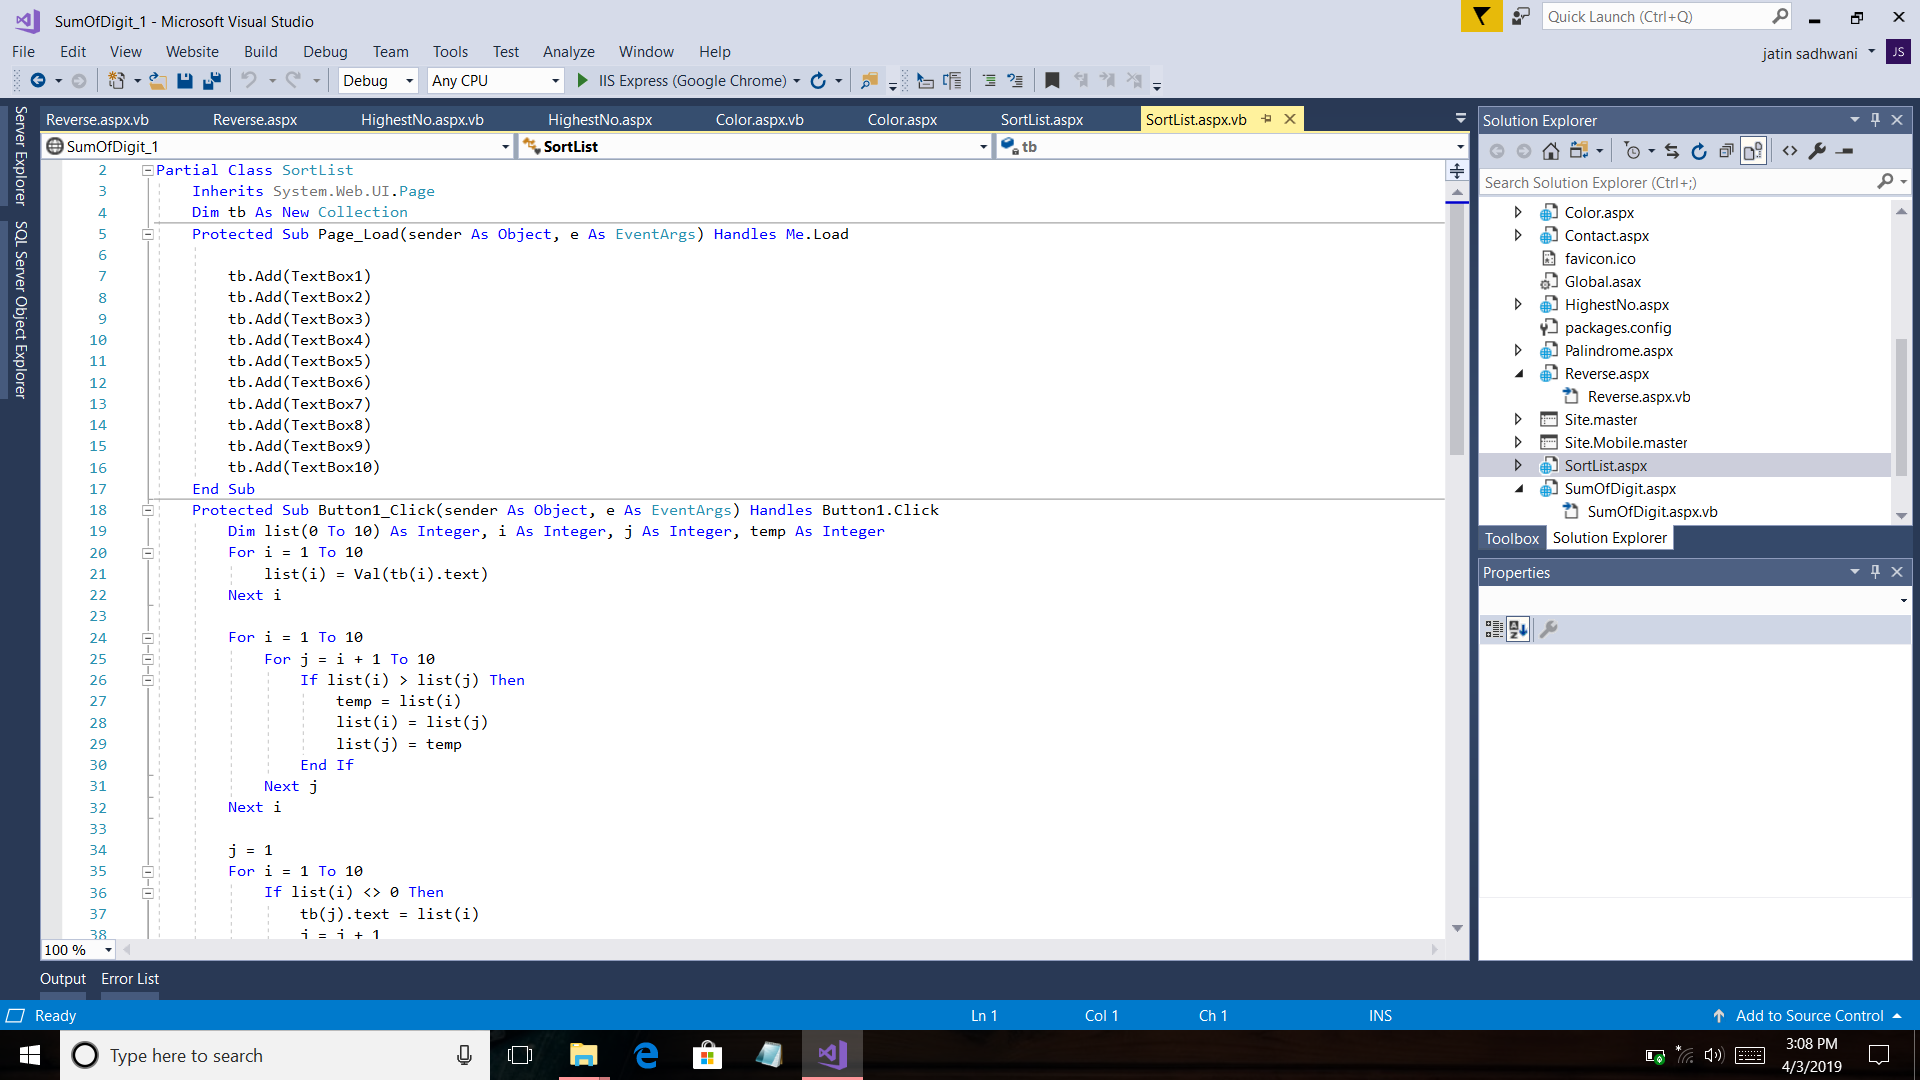 SumOfDigit_1 - Microsoft Visual Studio
Quick Launch (Ctrl+Q)
File Edit View Website Build Debug Team Tools Test Analyze Window Help
jatin sadhwani JS
Debug Any CPU IIS Express (Google Chrome)
Server Explorer
SQL Server Object Explorer
Reverse.aspx.vb Reverse.aspx HighestNo.aspx.vb HighestNo.aspx Color.aspx.vb Color.aspx SortList.aspx SortList.aspx.vb
SumOfDigit_1 SortList tb
2 Partial Class SortList
3 Inherits System.Web.UI.Page
4 Dim tb As New Collection
5 Protected Sub Page_Load(sender As Object, e As EventArgs) Handles Me.Load
6
7 tb.Add(TextBox1)
8 tb.Add(TextBox2)
9 tb.Add(TextBox3)
10 tb.Add(TextBox4)
11 tb.Add(TextBox5)
12 tb.Add(TextBox6)
13 tb.Add(TextBox7)
14 tb.Add(TextBox8)
15 tb.Add(TextBox9)
16 tb.Add(TextBox10)
17 End Sub
18 Protected Sub Button1_Click(sender As Object, e As EventArgs) Handles Button1.Click
19 Dim list(0 To 10) As Integer, i As Integer, j As Integer, temp As Integer
20 For i = 1 To 10
21 list(i) = Val(tb(i).text)
22 Next i
23
24 For i = 1 To 10
25 For j = i + 1 To 10
26 If list(i) > list(j) Then
27 temp = list(i)
28 list(i) = list(j)
29 list(j) = temp
30 End If
31 Next j
32 Next i
33
34 j = 1
35 For i = 1 To 10
36 If list(i) <> 0 Then
37 tb(j).text = list(i)
38 j = j + 1
100 %
Solution Explorer
Search Solution Explorer (Ctrl+;)
Color.aspx
Contact.aspx
favicon.ico
Global.asax
HighestNo.aspx
packages.config
Palindrome.aspx
Reverse.aspx
Reverse.aspx.vb
Site.master
Site.Mobile.master
SortList.aspx
SumOfDigit.aspx
SumOfDigit.aspx.vb
Toolbox Solution Explorer
Properties
Output Error List
Ready Ln 1 Col 1 Ch 1 INS Add to Source Control
Type here to search
3:08 PM
4/3/2019